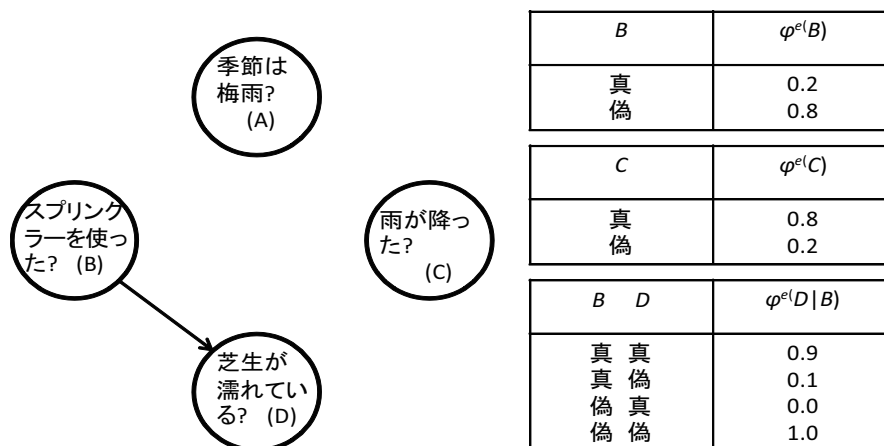 季節は
梅雨?
(A)
スプリンク
ラーを使っ
た? (B)
雨が降っ
た?
(C)
芝生が
濡れてい
る? (D)
B φe(B)
真 0.2
偽 0.8
C φe(C)
真 0.8
偽 0.2
B D φe(D|B)
真 真 0.9
真 偽 0.1
偽 真 0.0
偽 偽 1.0